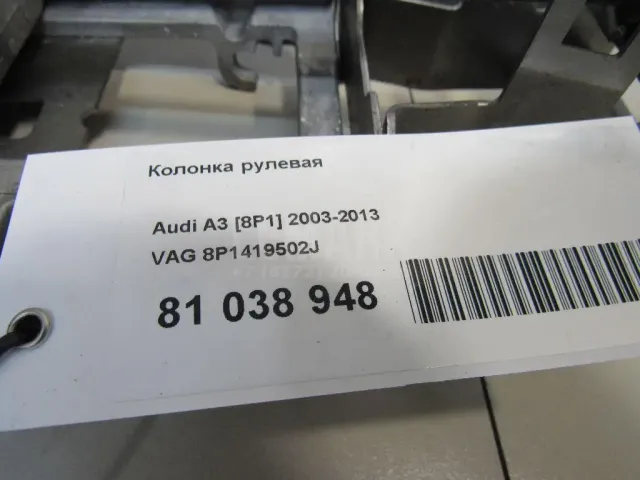 Колонка рулевая
Audi A3 [8P1] 2003-2013
VAG 8P1419502J
81 038 948